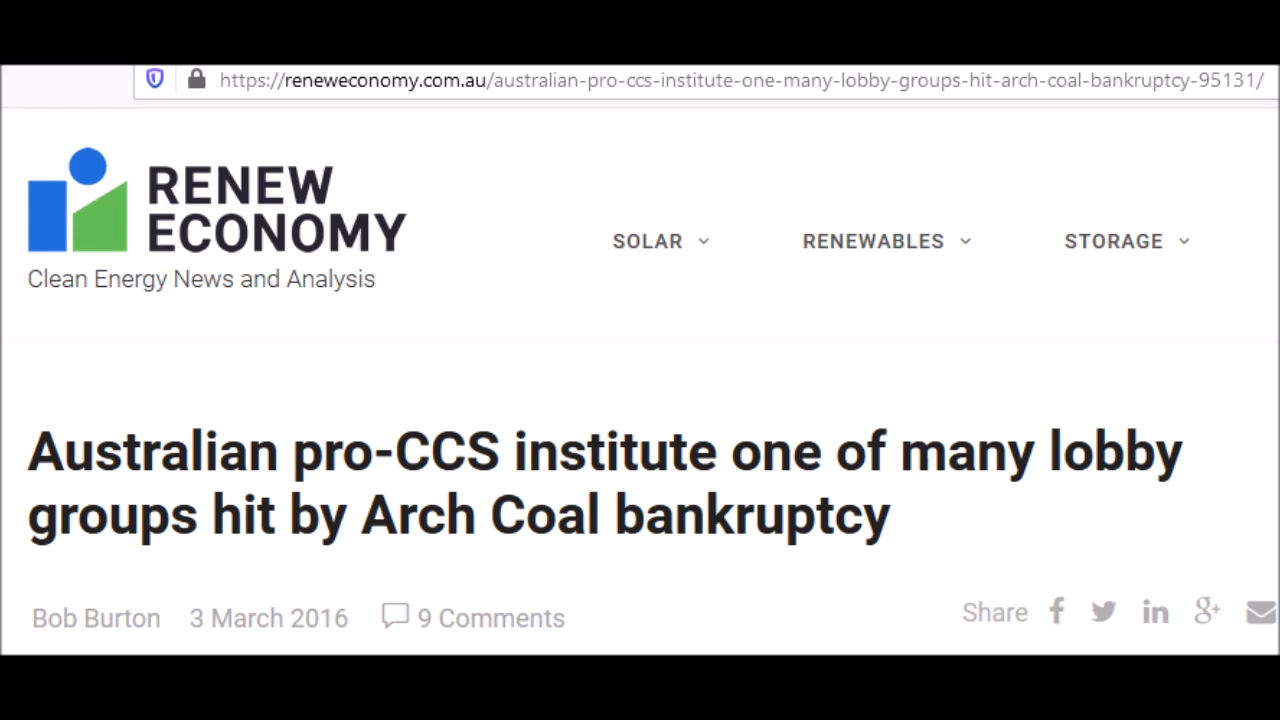 https://reneweconomy.com.au/australian-pro-ccs-institute-one-many-lobby-groups-hit-arch-coal-bankruptcy-95131/
RENEW
ECONOMY
Clean Energy News and Analysis
SOLAR RENEWABLES STORAGE
Australian pro-CCS institute one of many lobby
groups hit by Arch Coal bankruptcy
Bob Burton 3 March 2016 9 Comments Share